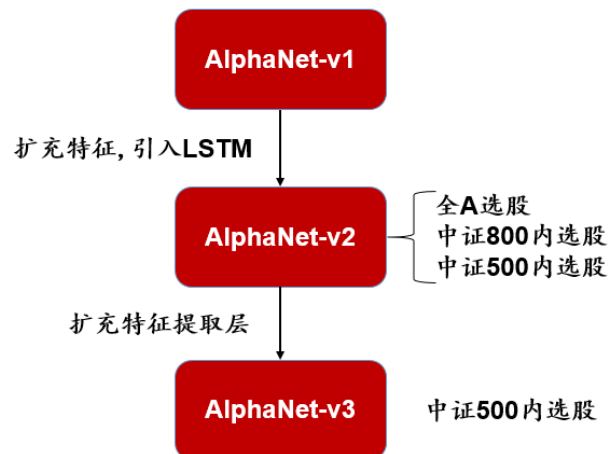 AlphaNet-v1
扩充特征, 引入LSTM
AlphaNet-v2
全A选股
中证800内选股
中证500内选股
扩充特征提取层
AlphaNet-v3
中证500内选股